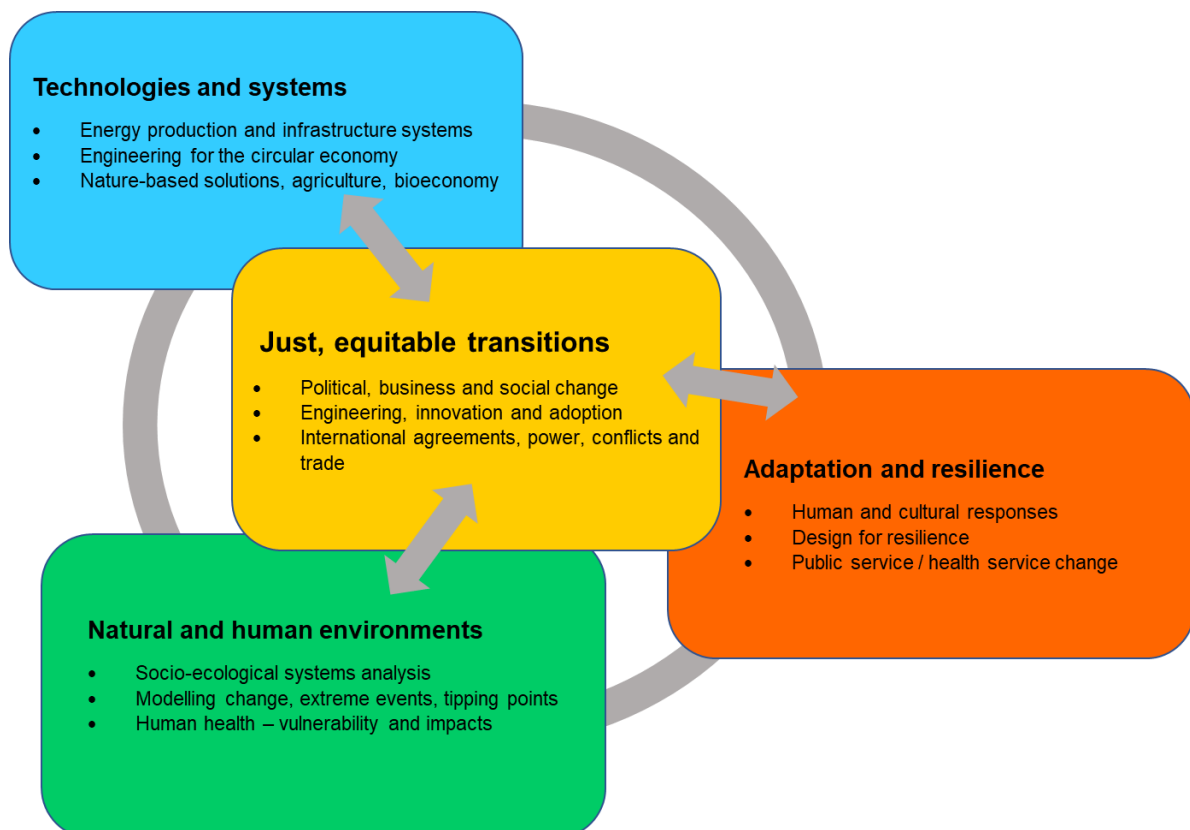 Technologies and systems
• Energy production and infrastructure systems
• Engineering for the circular economy
• Nature-based solutions, agriculture, bioeconomy
Just, equitable transitions
• Political, business and social change
• Engineering, innovation and adoption
• International agreements, power, conflicts and
trade
Adaptation and resilience
• Human and cultural responses
• Design for resilience
• Public service / health service change
Natural and human environments
• Socio-ecological systems analysis
• Modelling change, extreme events, tipping points
• Human health – vulnerability and impacts